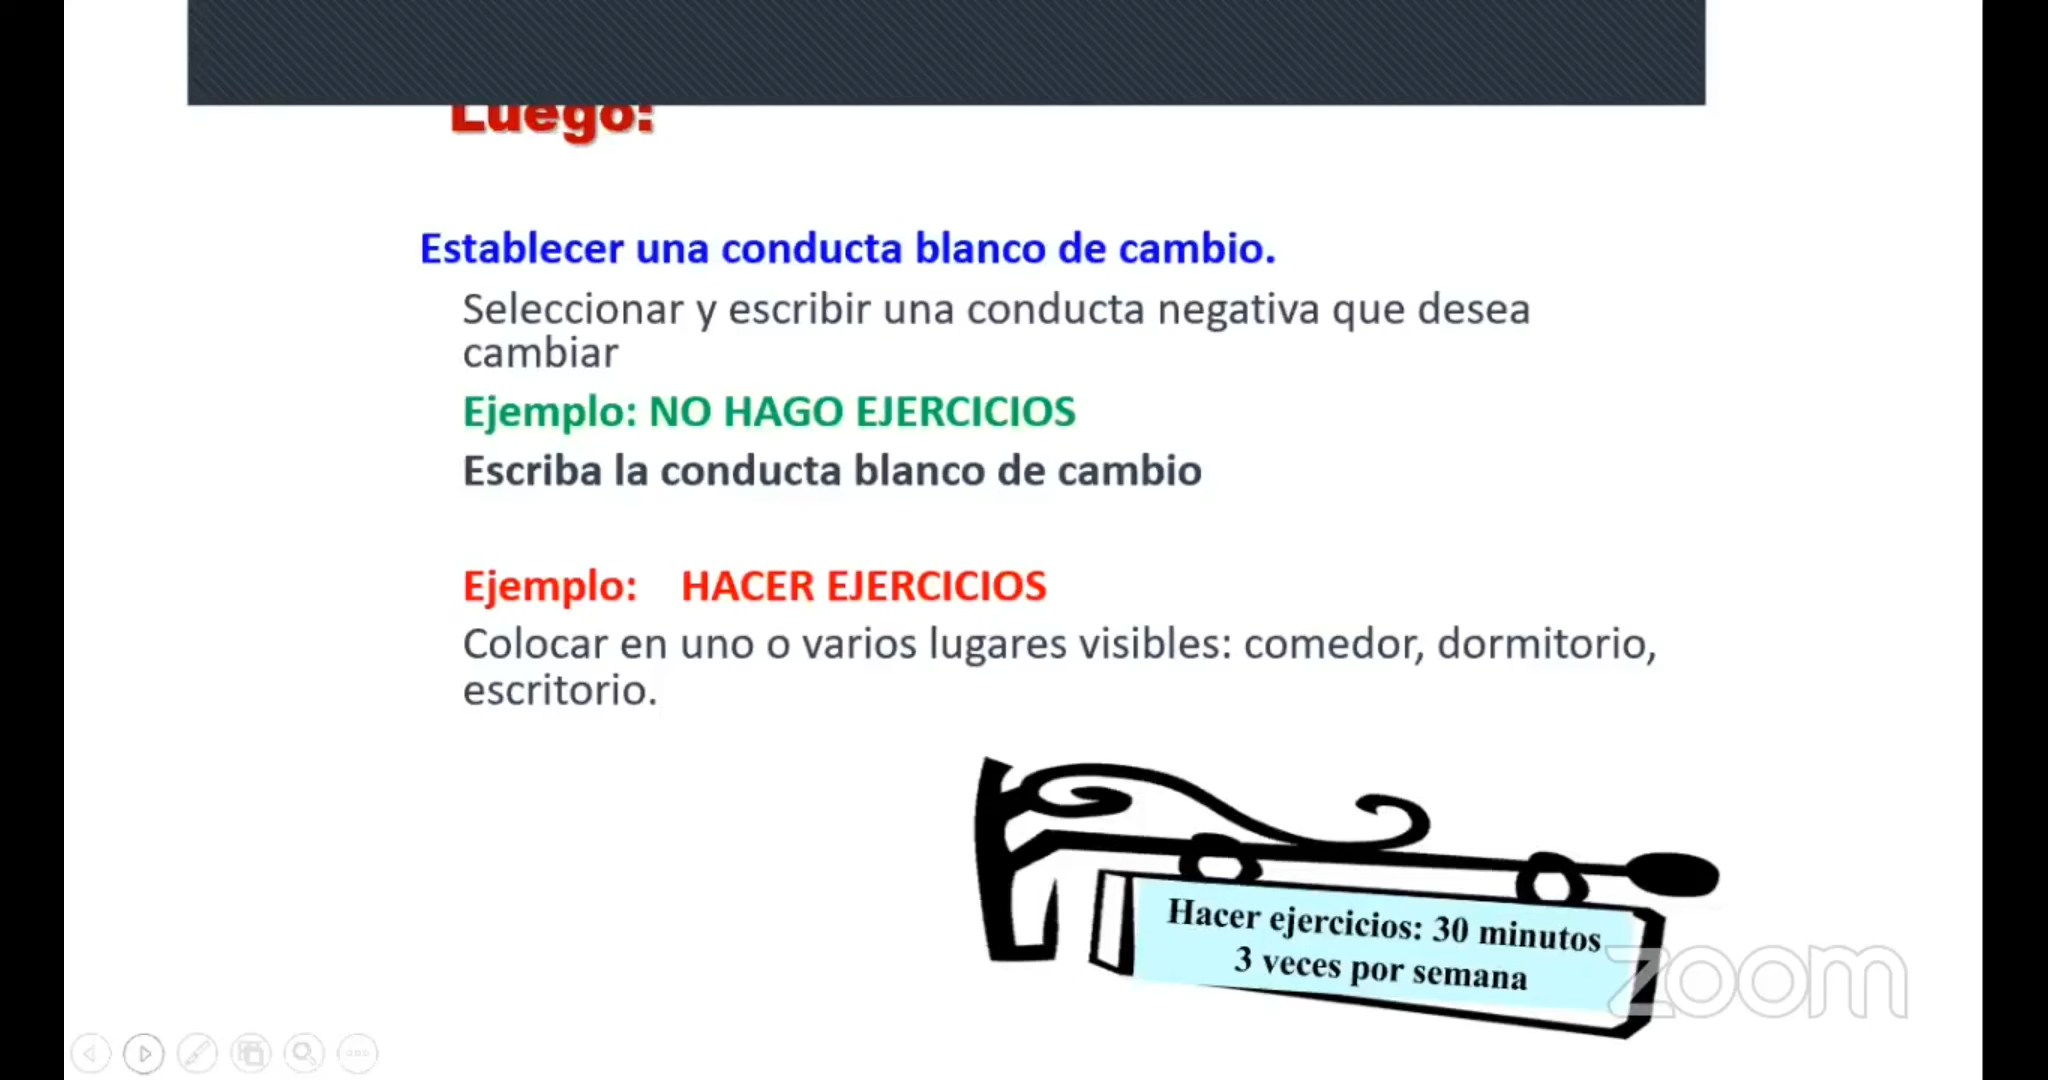 Luego:
Establecer una conducta blanco de cambio.
Seleccionar y escribir una conducta negativa que desea
cambiar
Ejemplo: NO HAGO EJERCICIOS
Escriba la conducta blanco de cambio
Ejemplo: HACER EJERCICIOS
Colocar en uno o varios lugares visibles: comedor, dormitorio,
escritorio.
Hacer ejercicios: 30 minutos
3 veces por semana
zoom